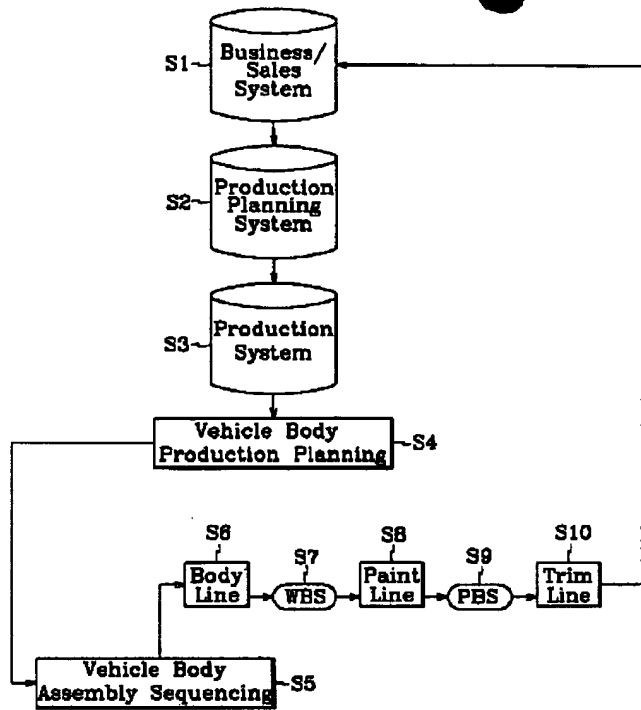 S1
Business/
Sales
System
S2
Production
Planning
System
S3
Production
System
Vehicle Body
Production Planning
S4
S6
Body
Line
S7
WBS
S8
Paint
Line
S9
PBS
S10
Trim
Line
Vehicle Body
Assembly Sequencing
S5